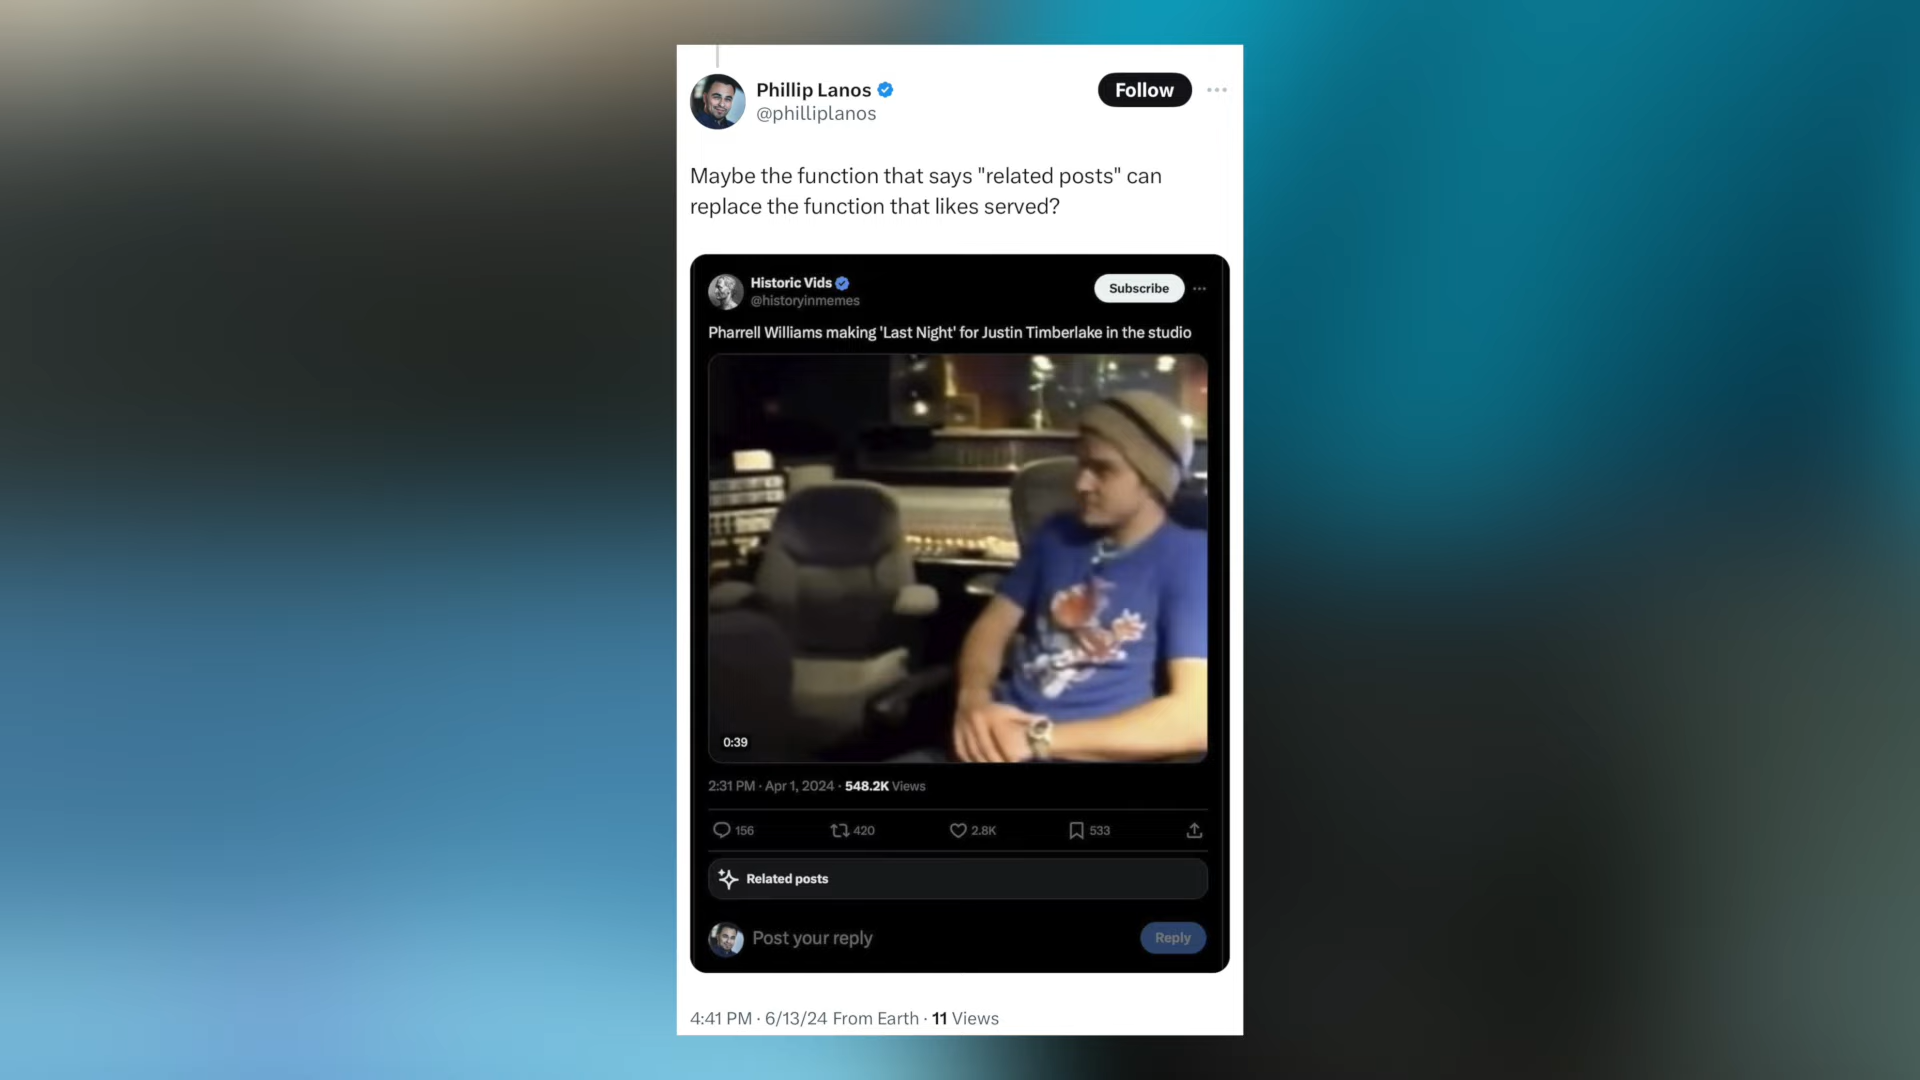 Phillip Lanos
Follow
@philliplanos
Maybe the function that says "related posts" can
replace the function that likes served?
Historic Vids
@historyinmemes
Subscribe
Pharrell Williams making 'Last Night' for Justin Timberlake in the studio
0:39
2:31 PM · Apr 1, 2024 · 548.2K Views
156 420 2.8K 533
Related posts
Post your reply
Reply
4:41 PM · 6/13/24 From Earth · 11 Views